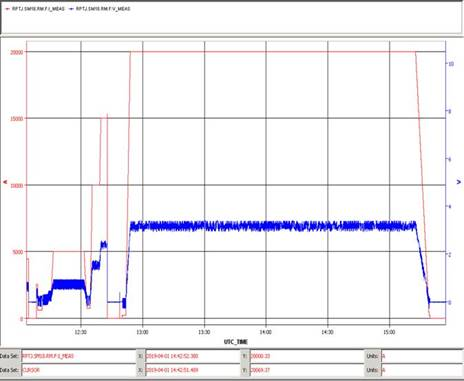 RPTJ.SM18.RM.F:I_MEAS RPTJ.SM18.RM.F:V_MEAS
20000
10
15000
8
6
A V
10000
4
5000
2
0
0
12:30 13:00 13:30 14:00 14:30 15:00
UTC_TIME
Data Set: RPTJ.SM18.RM.F:I_MEAS X: 2019-04-01 14:42:52.380 Y: 20000.33 Units: A
Data Set: CURSOR X: 2019-04-01 14:42:51.489 Y: 20069.37 Units: A